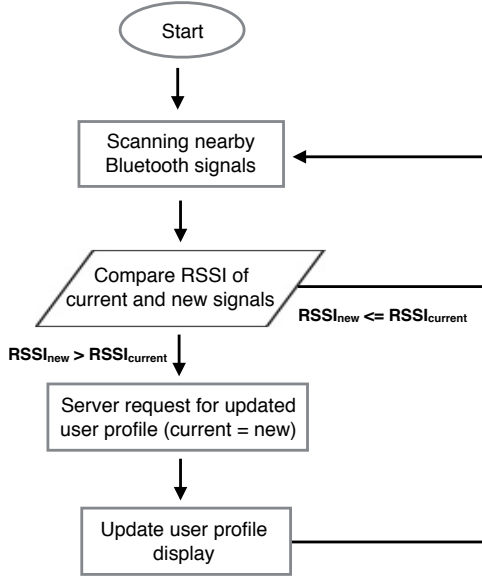 Start
Scanning nearby
Bluetooth signals
Compare RSSI of
current and new signals
RSSInew <= RSSIcurrent
RSSInew > RSSIcurrent
Server request for updated
user profile (current = new)
Update user profile
display